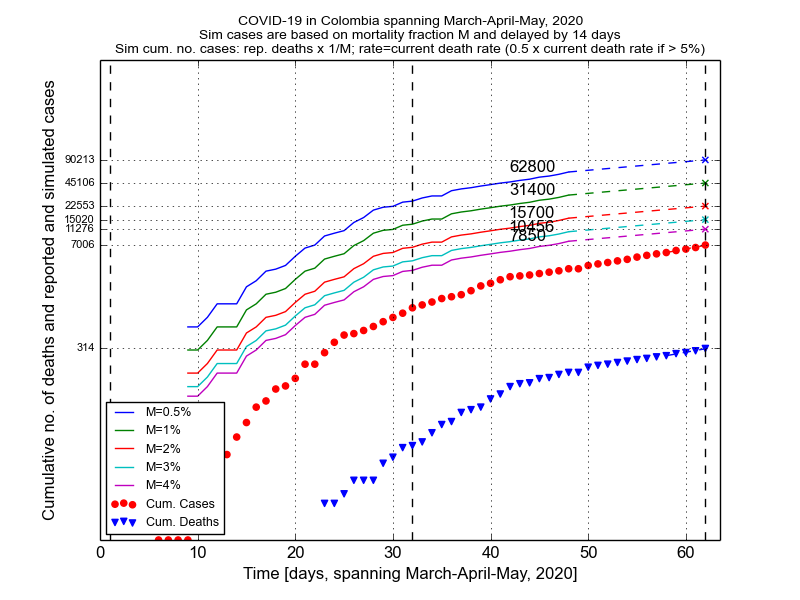 COVID-19 in Colombia spanning March-April-May, 2020
Sim cases are based on mortality fraction M and delayed by 14 days
Sim cum. no. cases: rep. deaths x 1/M; rate=current death rate (0.5 x current death rate if > 5%)
Cumulative no. of deaths and reported and simulated cases
90213
45106
22553
15020
11276
7006
314
62800
31400
15700
10456
7850
M=0.5%
M=1%
M=2%
M=3%
M=4%
Cum. Cases
Cum. Deaths
0 10 20 30 40 50 60
Time [days, spanning March-April-May, 2020]